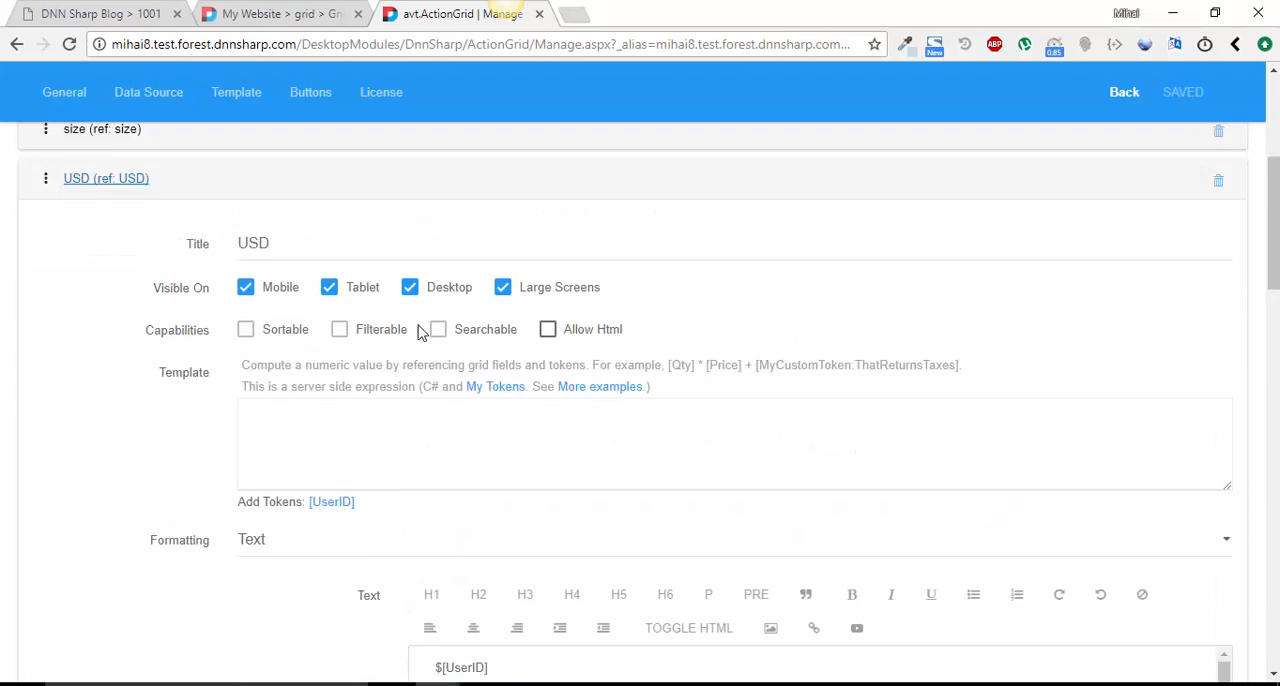 DNN Sharp Blog > 1001
My Website > grid > Gri
avt.ActionGrid | Manage
Mihai
mihai8.test.forest.dnnsharp.com/DesktopModules/DnnSharp/ActionGrid/Manage.aspx?_alias=mihai8.test.forest.dnnsharp.com...
New
ABP
0.85
General Data Source Template Buttons License Back SAVED
size (ref: size)
USD (ref: USD)
Title USD
Visible On Mobile Tablet Desktop Large Screens
Capabilities Sortable Filterable Searchable Allow Html
Template Compute a numeric value by referencing grid fields and tokens. For example, [Qty] * [Price] + [MyCustomToken:ThatReturnsTaxes].
This is a server side expression (C# and My Tokens. See More examples.)
Add Tokens: [UserID]
Formatting Text
Text H1 H2 H3 H4 H5 H6 P PRE B I U
TOGGLE HTML
$[UserID]